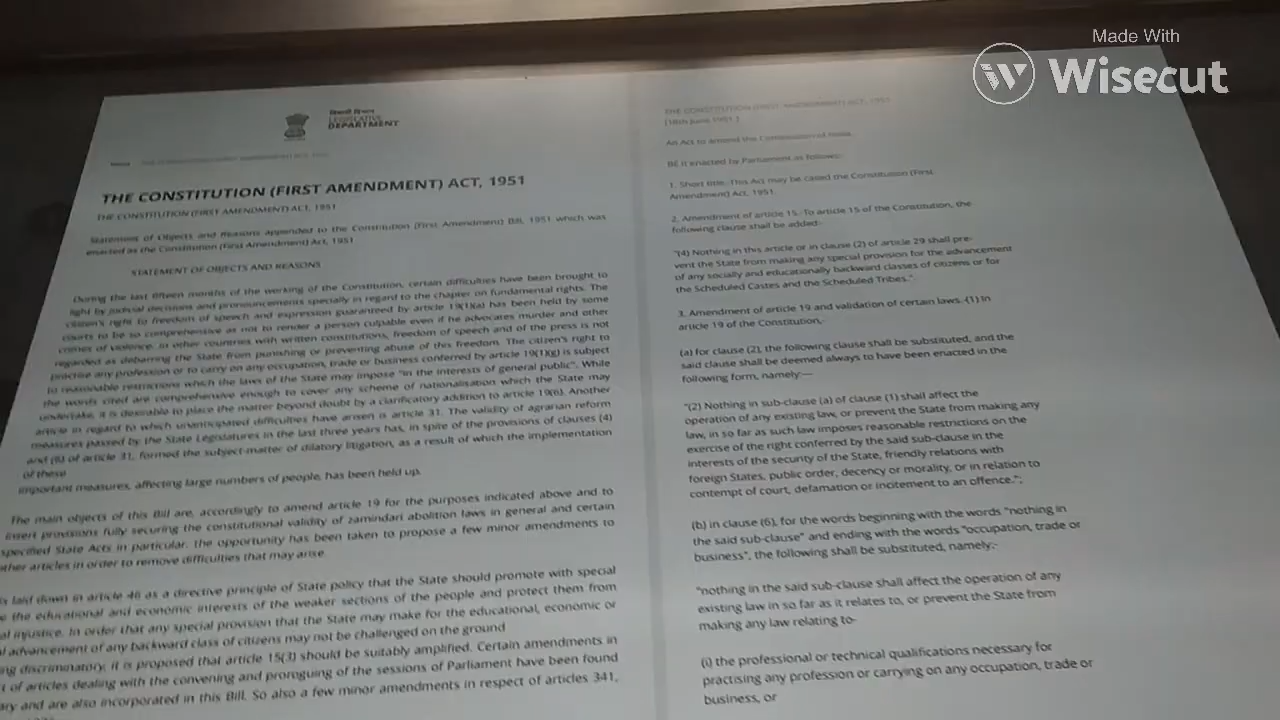 Made With
Wisecut
विधायी विभाग
LEGISLATIVE
DEPARTMENT
THE CONSTITUTION (FIRST AMENDMENT) ACT, 1951
THE CONSTITUTION (FIRST AMENDMENT) ACT, 1951
Statement of Objects and Reasons appended to the Constitution (First Amendment) Bill, 1951 which was
enacted as the Constitution (First Amendment) Act, 1951
STATEMENT OF OBJECTS AND REASONS
During the last fifteen months of the working of the Constitution, certain difficulties have been brought to
light by judicial decisions and pronouncements specially in regard to the chapter on fundamental rights. The
citizen's right to freedom of speech and expression guaranteed by article 19(1)(a) has been held by some
courts to be so comprehensive as not to render a person culpable even if he advocates murder and other
crimes of violence. In other countries with written constitutions, freedom of speech and of the press is not
regarded as debarring the State from punishing or preventing abuse of this freedom. The citizen's right to
practise any profession or to carry on any occupation, trade or business conferred by article 19(1)(g) is subject
to reasonable restrictions which the laws of the State may impose "in the interests of general public". While
the words cited are comprehensive enough to cover any scheme of nationalisation which the State may
undertake, it is desirable to place the matter beyond doubt by a clarificatory addition to article 19(6). Another
article in regard to which unanticipated difficulties have arisen is article 31. The validity of agrarian reform
measures passed by the State Legislatures in the last three years has, in spite of the provisions of clauses (4)
and (6) of article 31, formed the subject-matter of dilatory litigation, as a result of which the implementation
of these
important measures, affecting large numbers of people, has been held up.
The main objects of this Bill are, accordingly to amend article 19 for the purposes indicated above and to
insert provisions fully securing the constitutional validity of zamindari abolition laws in general and certain
specified State Acts in particular. The opportunity has been taken to propose a few minor amendments to
other articles in order to remove difficulties that may arise.
laid down in article 46 as a directive principle of State policy that the State should promote with special
the educational and economic interests of the weaker sections of the people and protect them from
injustice. In order that any special provision that the State may make for the educational, economic or
advancement of any backward class of citizens may not be challenged on the ground
discriminatory, it is proposed that article 15(3) should be suitably amplified. Certain amendments in
of articles dealing with the convening and proroguing of the sessions of Parliament have been found
and are also incorporated in this Bill. So also a few minor amendments in respect of articles 341,
THE CONSTITUTION (FIRST AMENDMENT) ACT, 1951
[18th June 1951.]
An Act to amend the Constitution of India.
BE it enacted by Parliament as follows:-
1. Short title.-This Act may be called the Constitution (First
Amendment) Act, 1951.
2. Amendment of article 15.-To article 15 of the Constitution, the
following clause shall be added:-
"(4) Nothing in this article or in clause (2) of article 29 shall pre-
vent the State from making any special provision for the advancement
of any socially and educationally backward classes of citizens or for
the Scheduled Castes and the Scheduled Tribes."
3. Amendment of article 19 and validation of certain laws.-(1) In
article 19 of the Constitution,-
(a) for clause (2), the following clause shall be substituted, and the
said clause shall be deemed always to have been enacted in the
following form, namely:—
"(2) Nothing in sub-clause (a) of clause (1) shall affect the
operation of any existing law, or prevent the State from making any
law, in so far as such law imposes reasonable restrictions on the
exercise of the right conferred by the said sub-clause in the
interests of the security of the State, friendly relations with
foreign States, public order, decency or morality, or in relation to
contempt of court, defamation or incitement to an offence.";
(b) in clause (6), for the words beginning with the words "nothing in
the said sub-clause" and ending with the words "occupation, trade or
business", the following shall be substituted, namely:-
"nothing in the said sub-clause shall affect the operation of any
existing law in so far as it relates to, or prevent the State from
making any law relating to-
(i) the professional or technical qualifications necessary for
practising any profession or carrying on any occupation, trade or
business, or